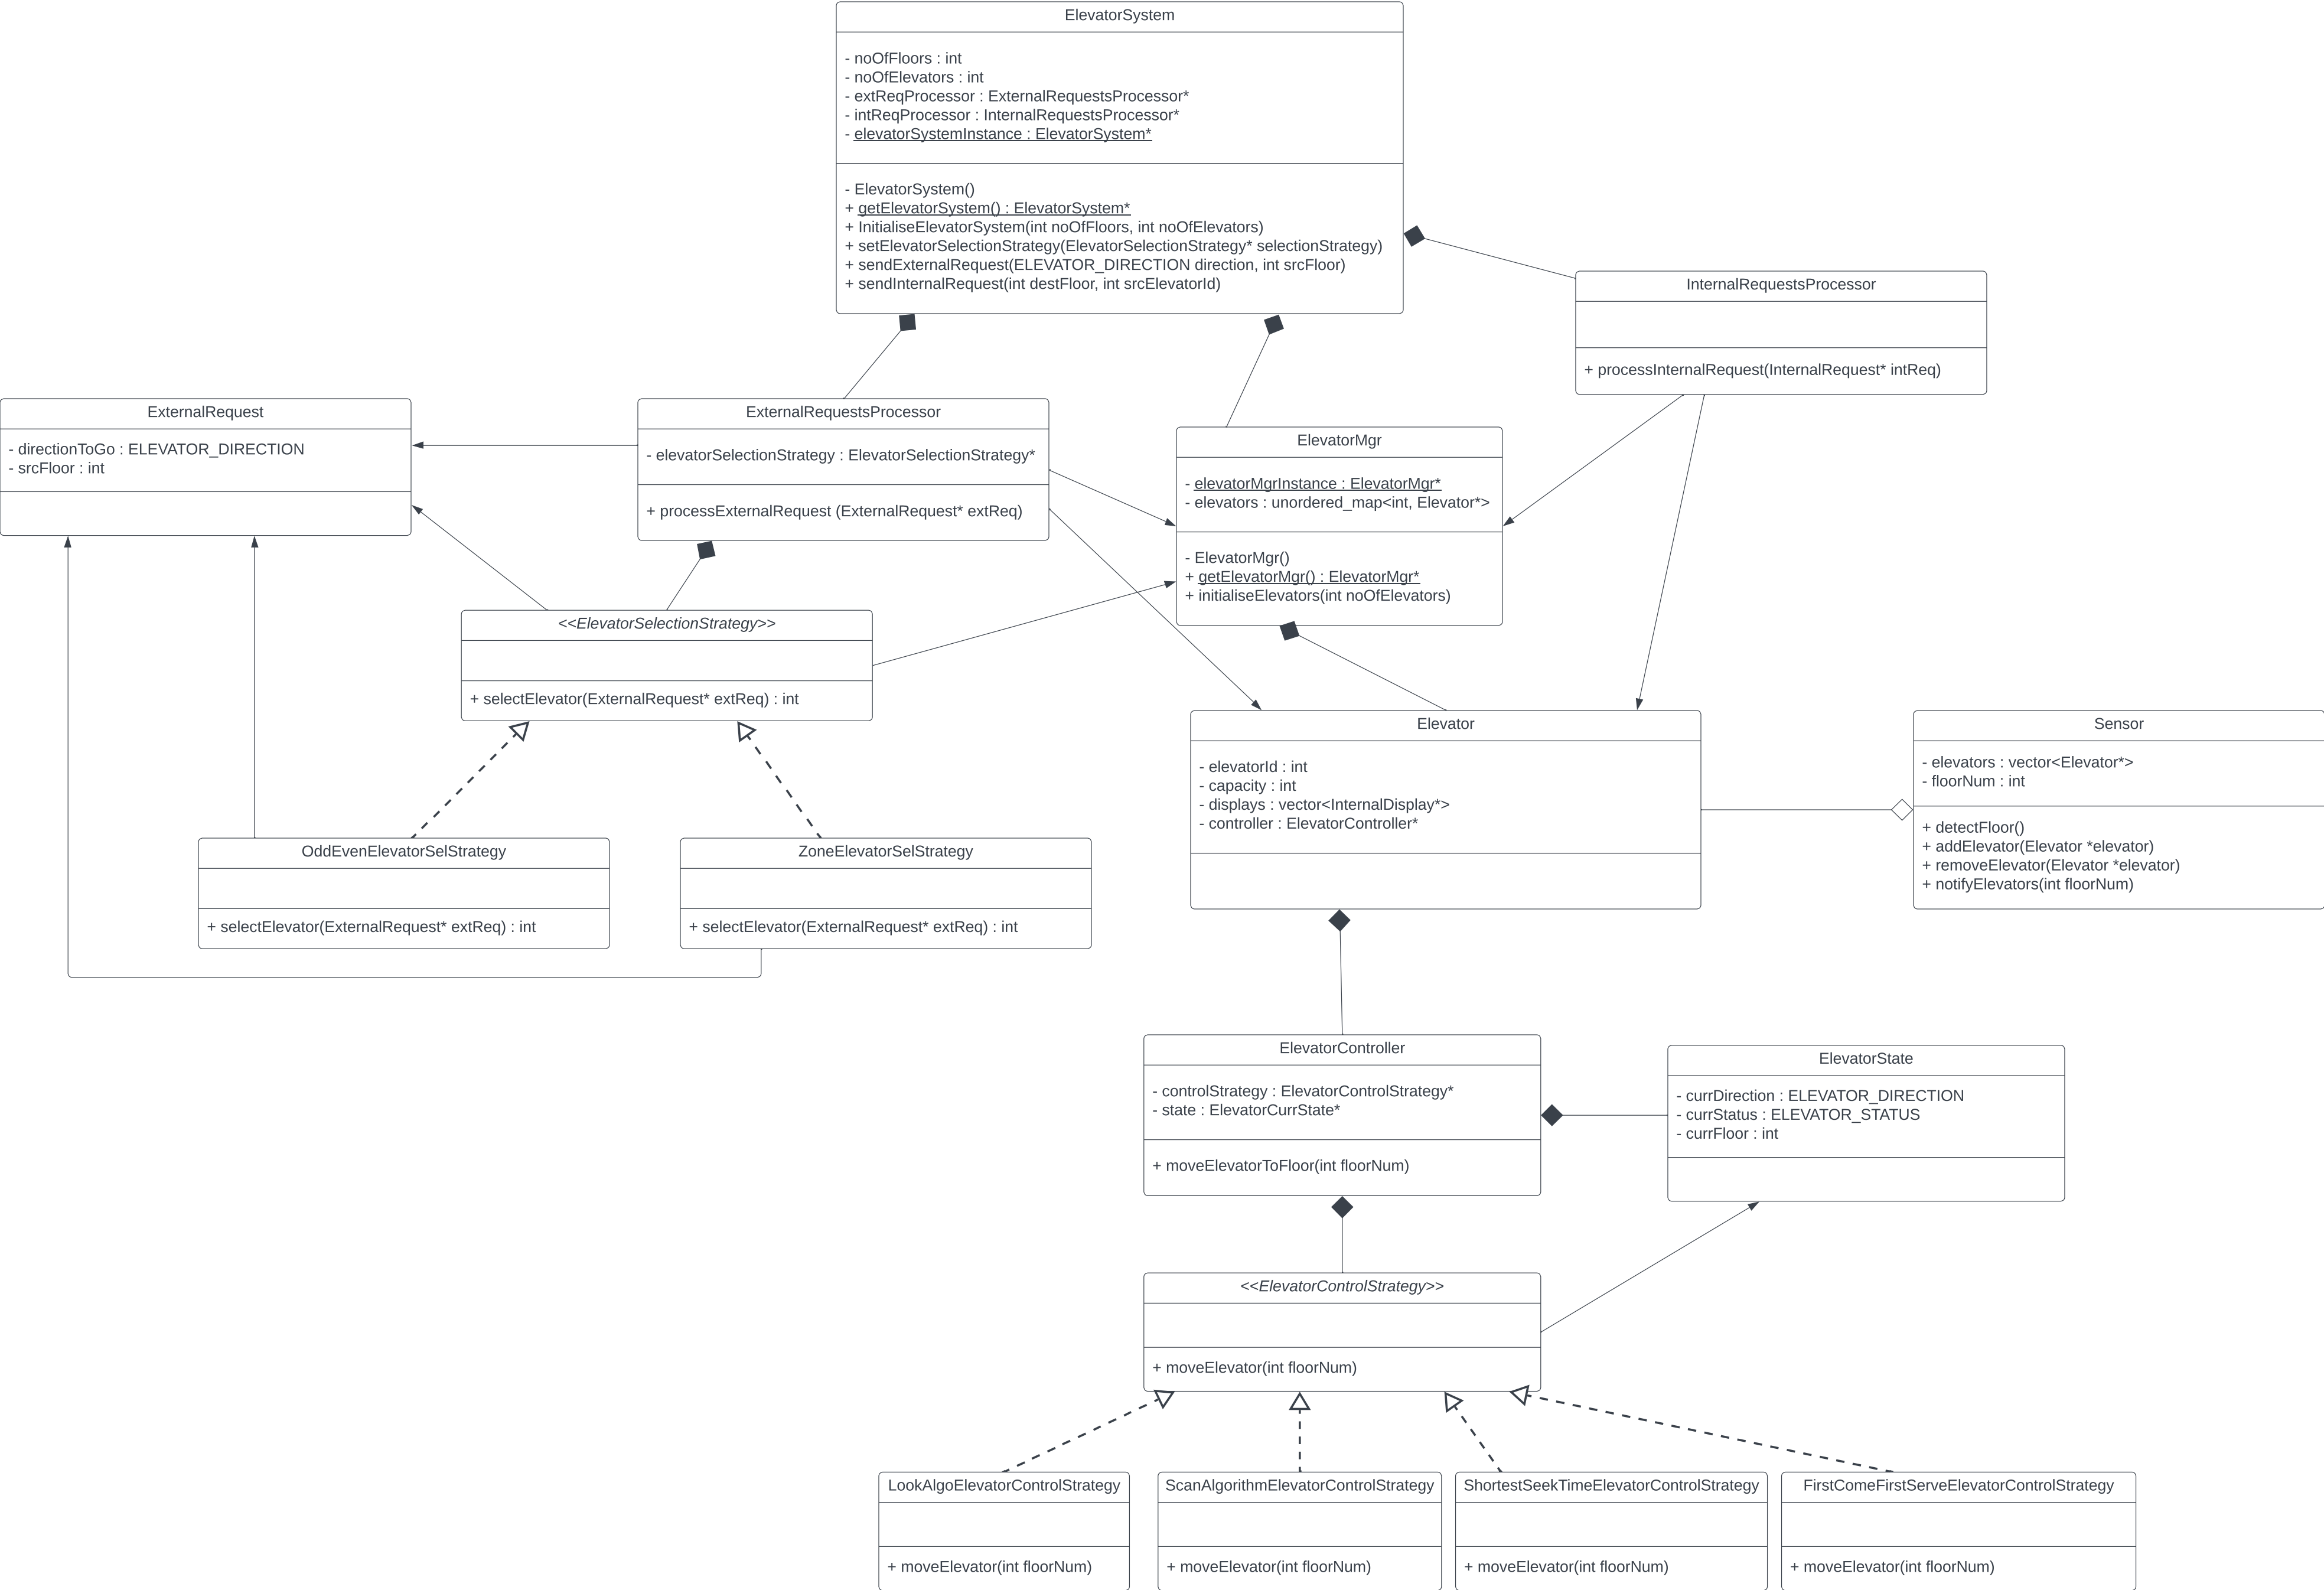 ElevatorSystem
- noOfFloors : int
- noOfElevators : int
- extReqProcessor : ExternalRequestsProcessor*
- intReqProcessor : InternalRequestsProcessor*
- elevatorSystemInstance : ElevatorSystem*
- ElevatorSystem()
+ getElevatorSystem() : ElevatorSystem*
+ InitialiseElevatorSystem(int noOfFloors, int noOfElevators)
+ setElevatorSelectionStrategy(ElevatorSelectionStrategy* selectionStrategy)
+ sendExternalRequest(ELEVATOR_DIRECTION direction, int srcFloor)
+ sendInternalRequest(int destFloor, int srcElevatorId)
InternalRequestsProcessor
+ processInternalRequest(InternalRequest* intReq)
ExternalRequest
- directionToGo : ELEVATOR_DIRECTION
- srcFloor : int
ExternalRequestsProcessor
- elevatorSelectionStrategy : ElevatorSelectionStrategy*
+ processExternalRequest (ExternalRequest* extReq)
ElevatorMgr
- elevatorMgrInstance : ElevatorMgr*
- elevators : unordered_map<int, Elevator*>
- ElevatorMgr()
+ getElevatorMgr() : ElevatorMgr*
+ initialiseElevators(int noOfElevators)
<<ElevatorSelectionStrategy>>
+ selectElevator(ExternalRequest* extReq) : int
Elevator
- elevatorId : int
- capacity : int
- displays : vector<InternalDisplay*>
- controller : ElevatorController*
Sensor
- elevators : vector<Elevator*>
- floorNum : int
+ detectFloor()
+ addElevator(Elevator *elevator)
+ removeElevator(Elevator *elevator)
+ notifyElevators(int floorNum)
OddEvenElevatorSelStrategy
+ selectElevator(ExternalRequest* extReq) : int
ZoneElevatorSelStrategy
+ selectElevator(ExternalRequest* extReq) : int
ElevatorController
- controlStrategy : ElevatorControlStrategy*
- state : ElevatorCurrState*
+ moveElevatorToFloor(int floorNum)
ElevatorState
- currDirection : ELEVATOR_DIRECTION
- currStatus : ELEVATOR_STATUS
- currFloor : int
<<ElevatorControlStrategy>>
+ moveElevator(int floorNum)
LookAlgoElevatorControlStrategy
+ moveElevator(int floorNum)
ScanAlgorithmElevatorControlStrategy
+ moveElevator(int floorNum)
ShortestSeekTimeElevatorControlStrategy
+ moveElevator(int floorNum)
FirstComeFirstServeElevatorControlStrategy
+ moveElevator(int floorNum)